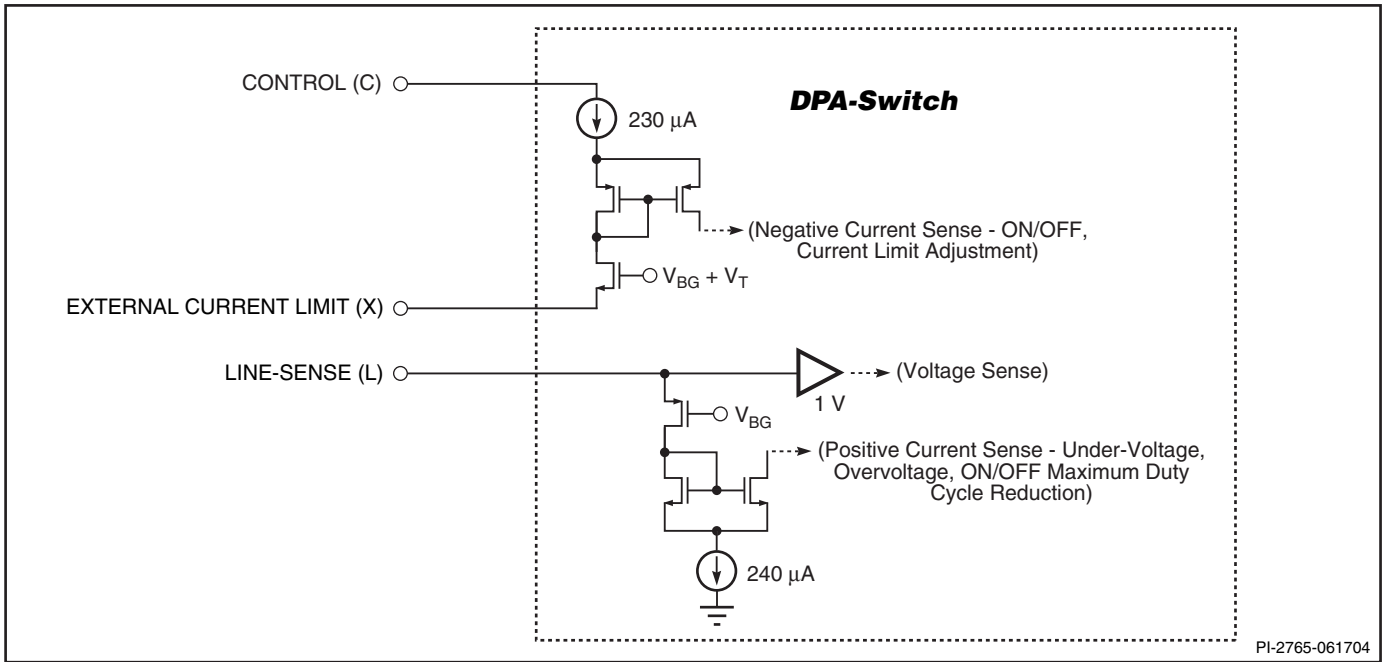 CONTROL (C)
DPA-Switch
230 μA
(Negative Current Sense - ON/OFF,
Current Limit Adjustment)
V_BG + V_T
EXTERNAL CURRENT LIMIT (X)
LINE-SENSE (L)
(Voltage Sense)
1 V
V_BG
(Positive Current Sense - Under-Voltage,
Overvoltage, ON/OFF Maximum Duty
Cycle Reduction)
240 μA
PI-2765-061704